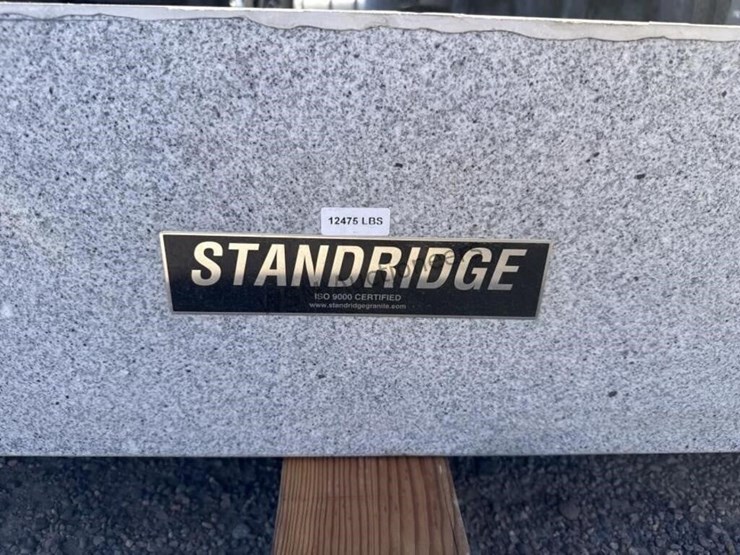 12475 LBS
STANDRIDGE
ISO 9000 CERTIFIED
www.standridgegranite.com